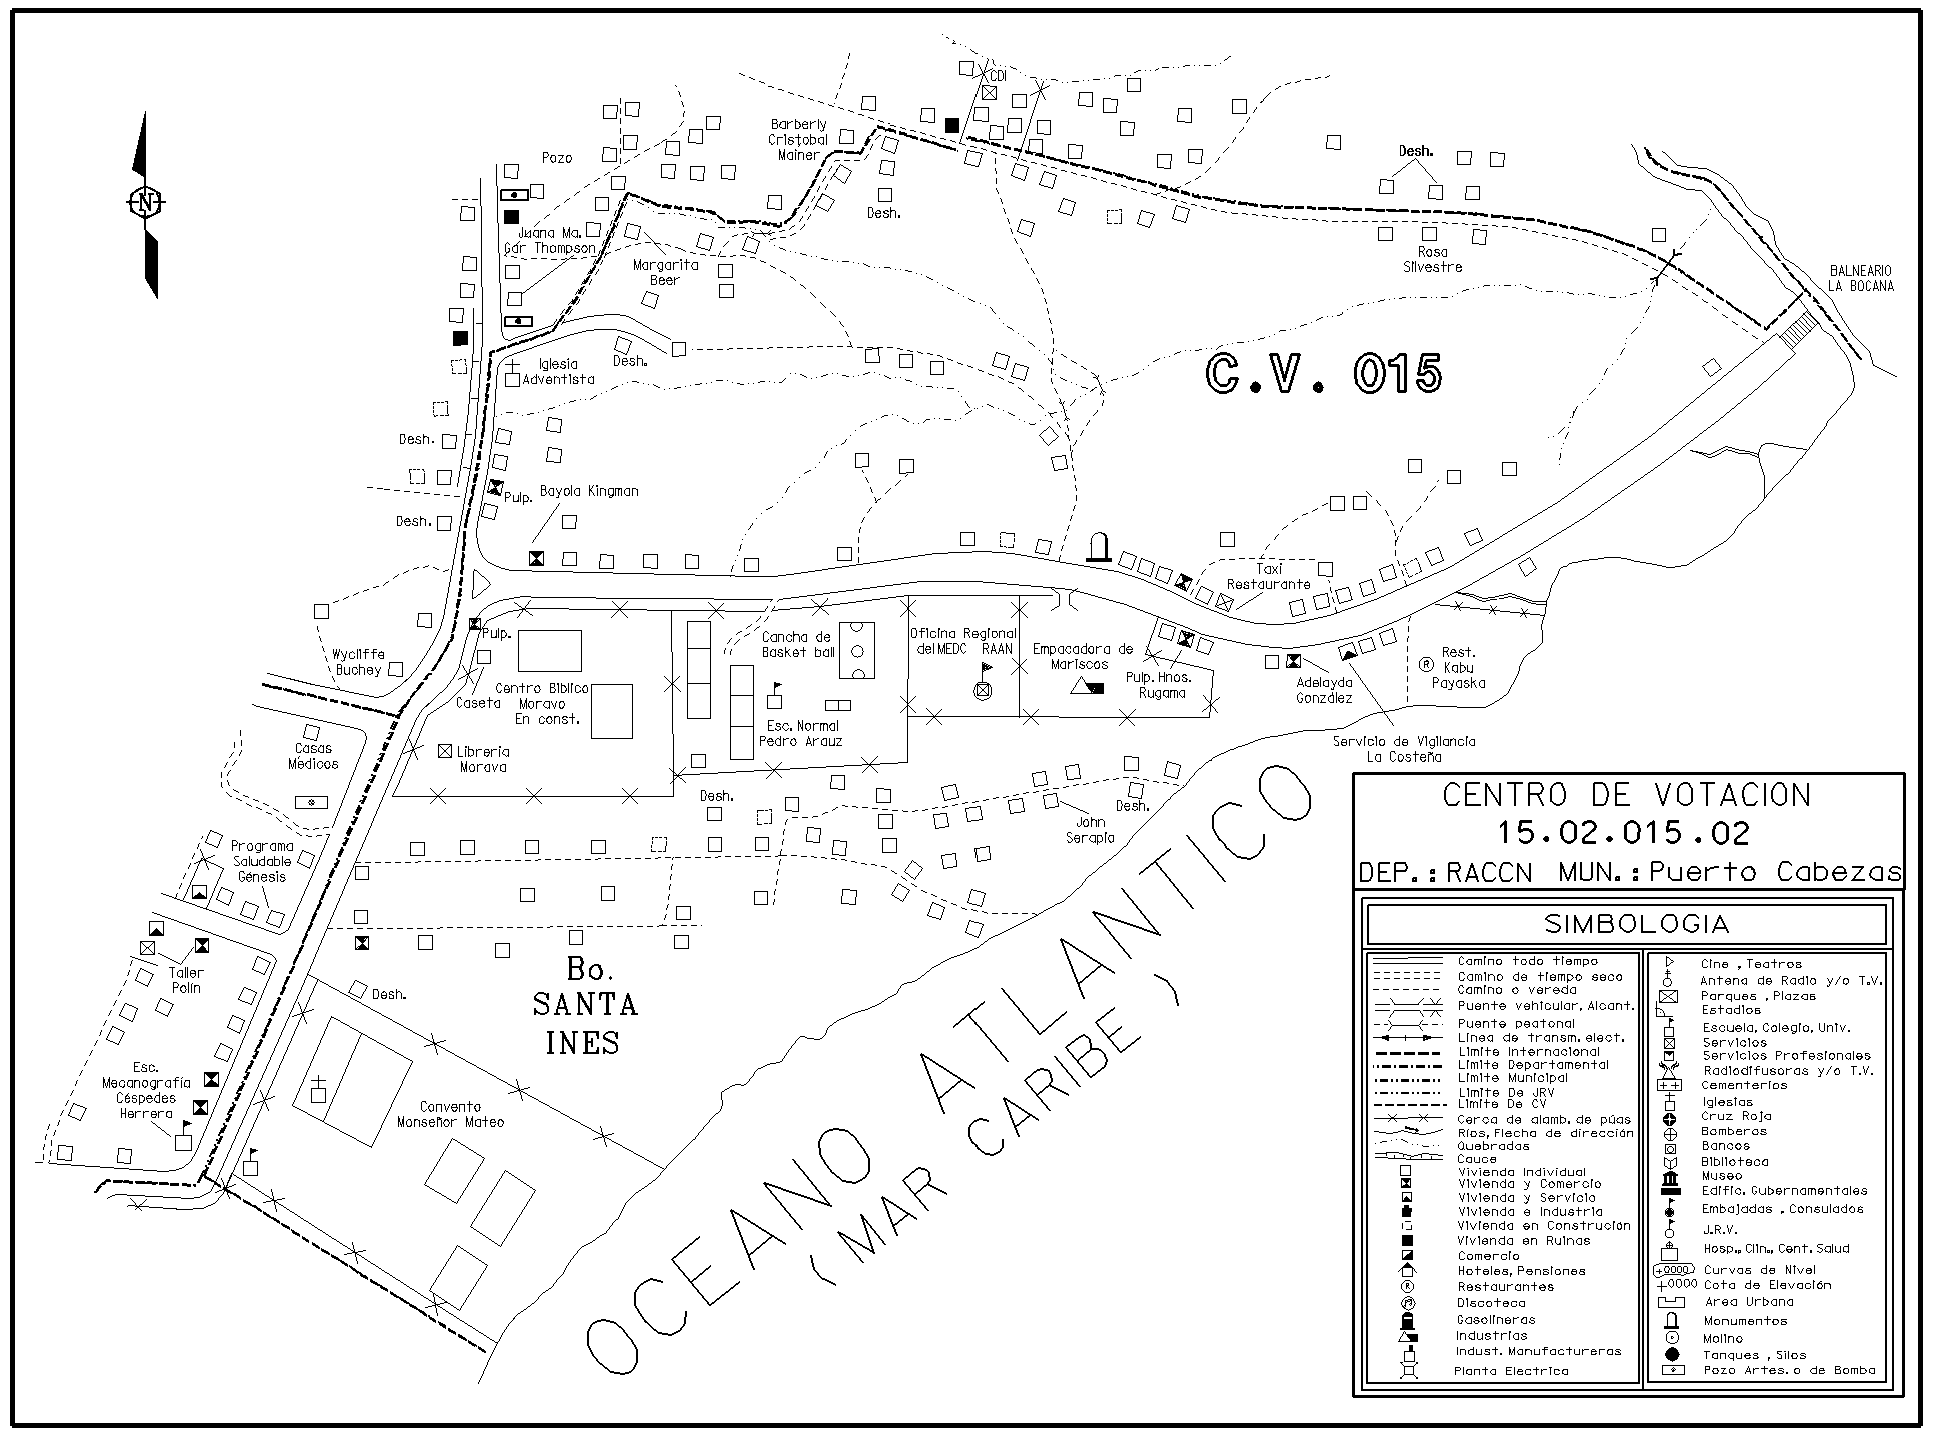 CDI
Barberly
Cristobal
Mainer
Pozo
Desh.
N
Desh.
Juana Ma.
Gar Thompson
Margarita
Beer
Rosa
Silvestre
BALNEARIO
LA BOCANA
Iglesia
Adventista
Desh.
C.V. 015
Desh.
Pulp.
Bayola Kingman
Desh.
Taxi
Restaurante
Pulp.
Wycliffe
Buchey
Cancha de
Basket ball
Oficina Regional
del MEDC RAAN
Empacadora de
Mariscos
Pulp. Hnos.
Rugama
Rest.
Kabu
Payaska
R
Adelayda
González
Caseta
Centro Biblico
Moravo
En const.
Esc. Normal
Pedro Arauz
Servicio de Vigilancia
La Costeña
Casas
Médicos
Libreria
Morava
Desh.
Desh.
John
Serapia
Programa
Saludable
Génesis
Taller
Polín
Desh.
Bo.
SANTA
INES
Esc.
Mecanografía
Céspedes
Herrera
Convento
Monseñor Mateo
OCEANO ATLANTICO
( MAR CARIBE )
CENTRO DE VOTACION
15.02.015.02
DEP.: RACCN MUN.: Puerto Cabezas
SIMBOLOGIA
Camino todo tiempo
Camino de tiempo seco
Camino o vereda
Puente vehicular, Alcant.
Puente peatonal
Linea de transm. elect.
Limite Internacional
Limite Departamental
Limite Municipal
Limite De JRV
Limite De CV
Cerca de alamb. de púas
Ríos, Flecha de dirección
Quebradas
Cauce
Vivienda Individual
Vivienda y Comercio
Vivienda y Servicio
Vivienda e Industria
Vivienda en Construción
Vivienda en Ruinas
Comercio
Hoteles, Pensiones
R Restaurantes
Discoteca
Gasolineras
Industrias
Indust. Manufactureras
Planta Electrica
Cine , Teatros
Antena de Radio y/o T.V.
Parques , Plazas
Estadios
Escuela, Colegio, Univ.
Servicios
Servicios Profesionales
Radiodifusoras y/o T.V.
Cementerios
Iglesias
Cruz Roja
Bomberos
Bancos
Biblioteca
Museo
Edific. Gubernamentales
Embajadas , Consulados
J.R.V.
Hosp., Clin., Cent. Salud
+0000 Curvas de Nivel
+0000 Cota de Elevación
Area Urbana
Monumentos
Molino
Tanques , Silos
Pozo Artes. o de Bomba